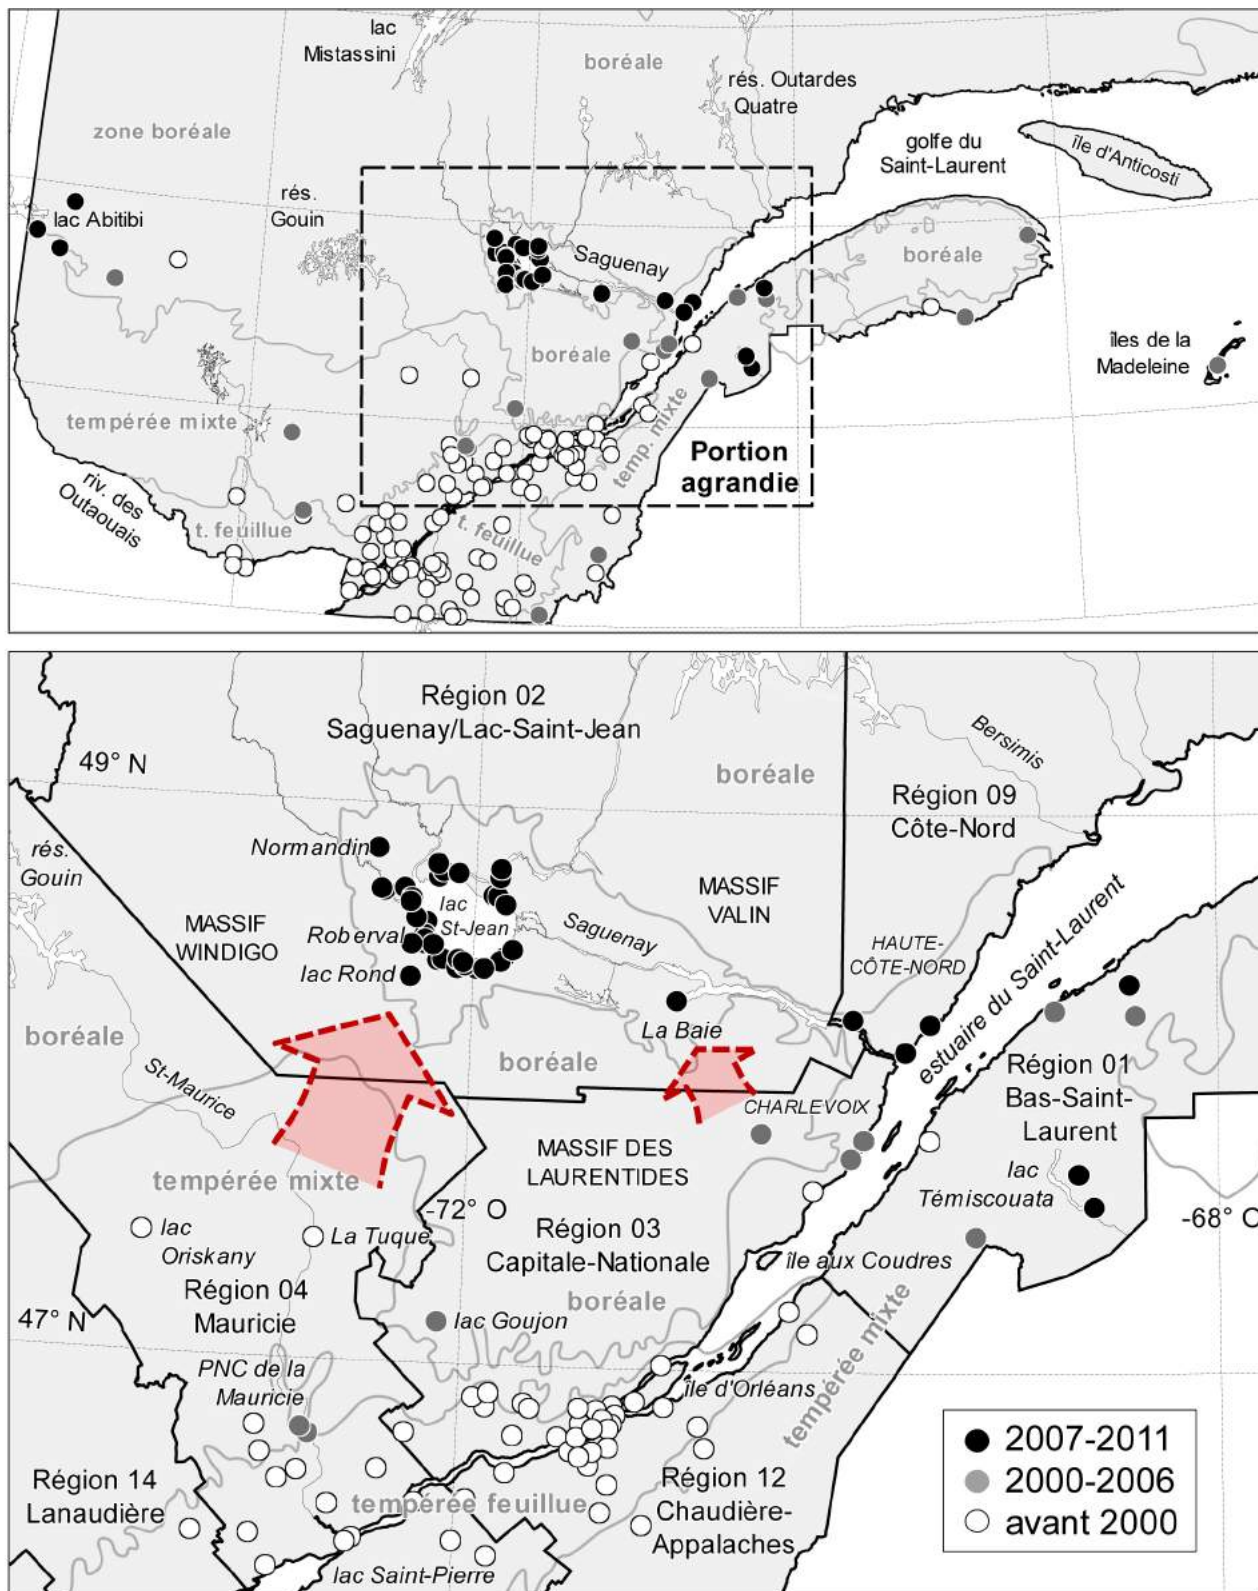 lac
Mistassini
boréale
rés. Outardes
Quatre
zone boréale
golfe du
Saint-Laurent
île d'Anticosti
rés.
Gouin
lac Abitibi
Saguenay
boréale
boréale
îles de la
Madeleine
tempérée mixte
temp. mixte
Portion
agrandie
riv. des
Outaouais
t. feuillue
t. feuillue
Région 02
Saguenay/Lac-Saint-Jean
49° N
boréale
Bersimis
Région 09
Côte-Nord
Normandin
rés.
Gouin
MASSIF
WINDIGO
lac
St-Jean
MASSIF
VALIN
Roberval
Saguenay
lac Rond
HAUTE-
CÔTE-NORD
estuaire du Saint-Laurent
La Baie
boréale
boréale
St-Maurice
Région 01
Bas-Saint-
Laurent
CHARLEVOIX
MASSIF DES
LAURENTIDES
tempérée mixte
lac
Témiscouata
-72° O
-68° O
lac
Oriskany
La Tuque
Région 03
Capitale-Nationale
île aux Coudres
Région 04
Mauricie
boréale
47° N
lac Goujon
tempérée mixte
PNC de la
Mauricie
île d'Orléans
Région 14
Lanaudière
tempérée feuillue
Région 12
Chaudière-
Appalaches
lac Saint-Pierre
2007-2011
2000-2006
avant 2000